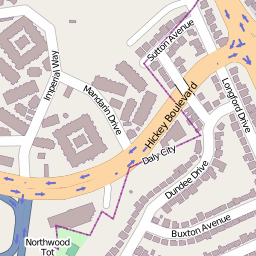 Sutton Avenue
Imperial Way
Mandarin Drive
Hickey Boulevard
Longford Drive
Daly City
Dundee Drive
Buxton Avenue
Northwood
Tot